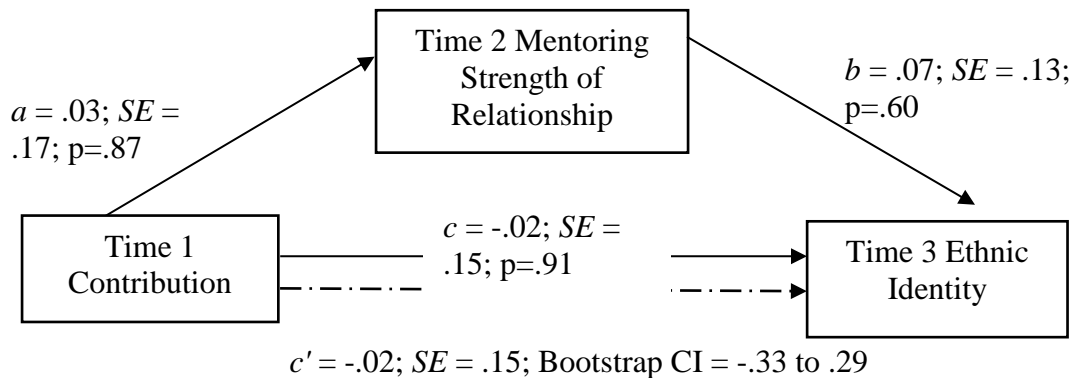 Time 2 Mentoring
Strength of
Relationship
b = .07; SE = .13;
p=.60
a = .03; SE =
.17; p=.87
Time 1
Contribution
c = -.02; SE =
.15; p=.91
Time 3 Ethnic
Identity
c' = -.02; SE = .15; Bootstrap CI = -.33 to .29